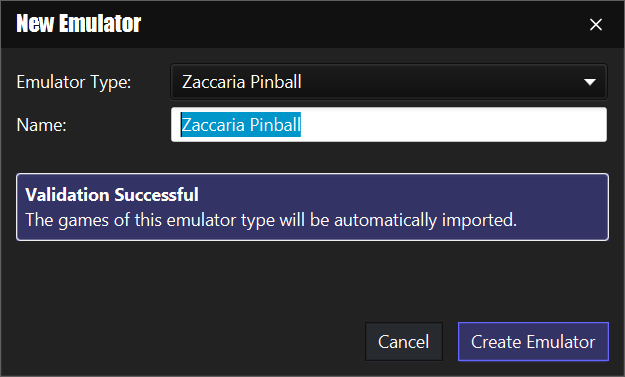 New Emulator
Emulator Type: Zaccaria Pinball
Name: Zaccaria Pinball
Validation Successful
The games of this emulator type will be automatically imported.
Cancel Create Emulator